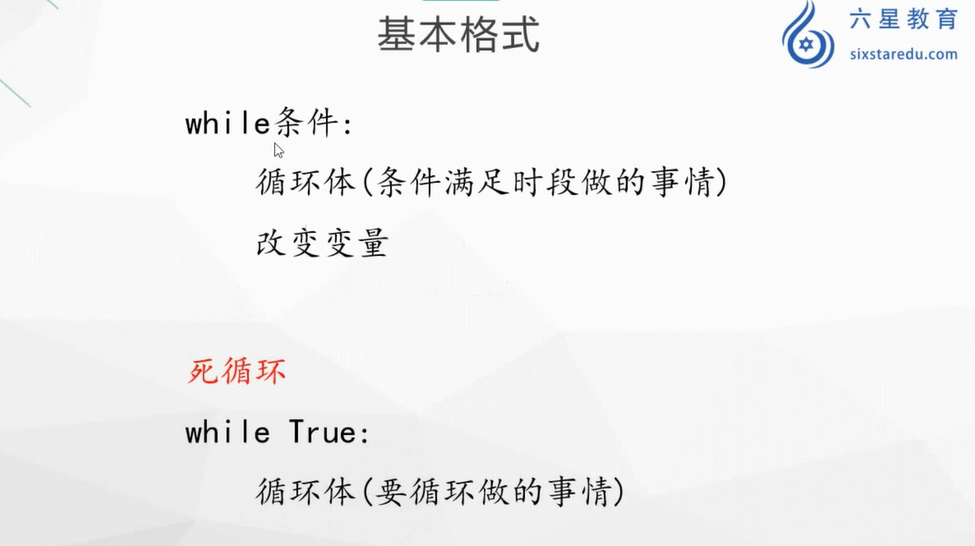 基本格式
六星教育
sixstaredu.com
while条件:
循环体(条件满足时段做的事情)
改变变量
死循环
while True:
循环体(要循环做的事情)